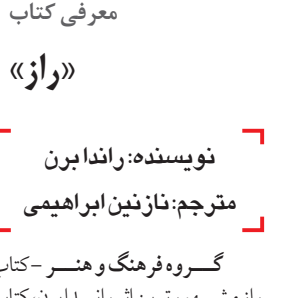 معرفی کتاب
«راز»
نویسنده: راندا برن
مترجم: نازنین ابراهیمی
گـــروه فرهنگ و هنـــر - کتاب